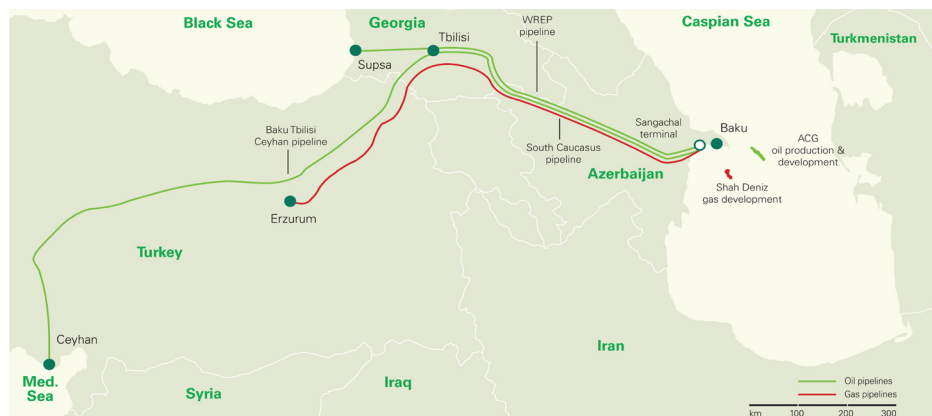 Black Sea
Georgia
WREP
pipeline
Caspian Sea
Turkmenistan
Tbilisi
Supsa
Baku Tbilisi
Ceyhan pipeline
Sangachal
terminal
Baku
ACG
oil production &
development
South Caucasus
pipeline
Azerbaijan
Shah Deniz
gas development
Erzurum
Turkey
Ceyhan
Iran
Med.
Sea
Syria
Iraq
Oil pipelines
Gas pipelines
km 100 200 300